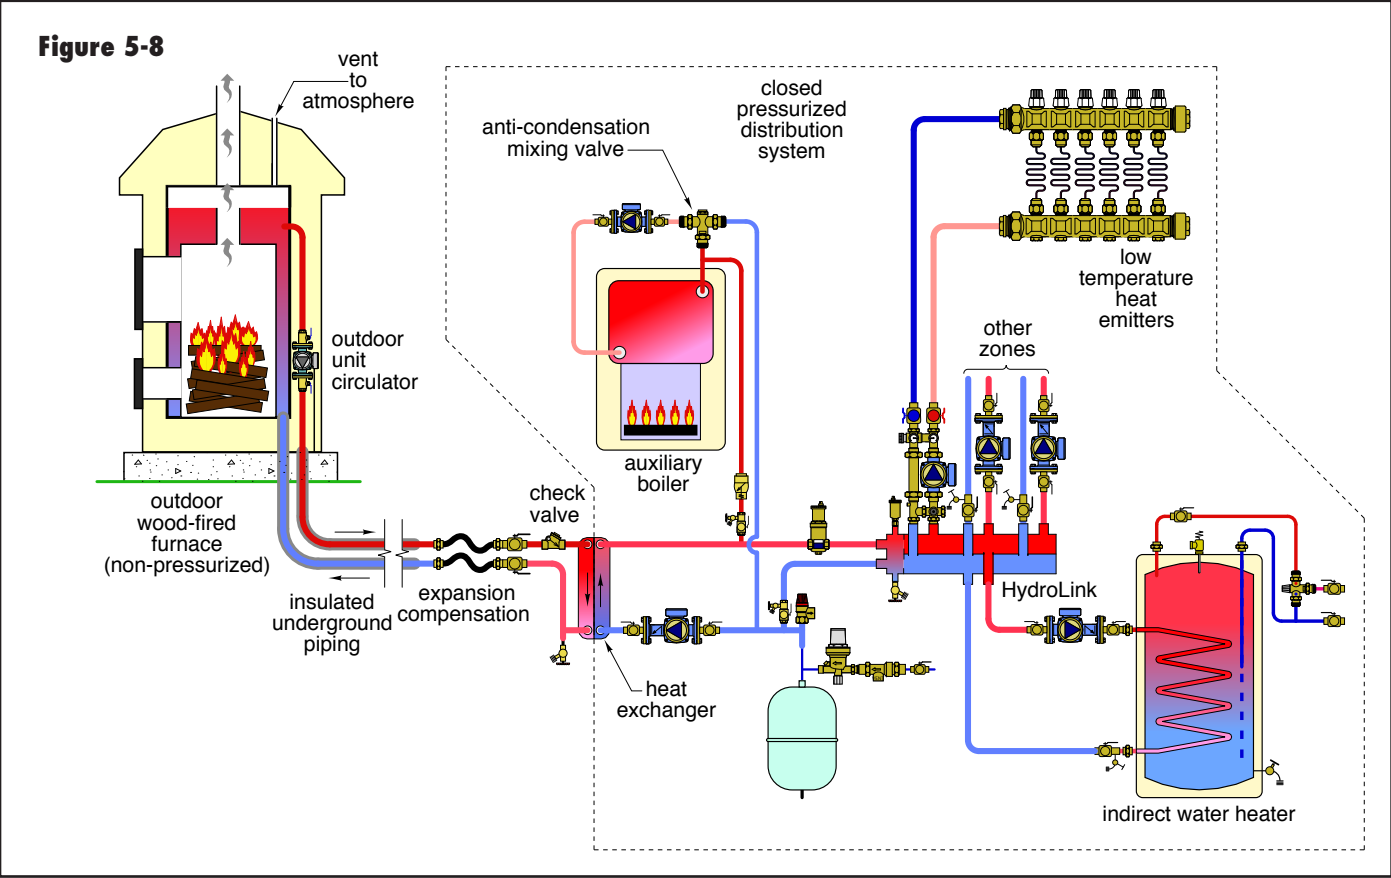 Figure 5-8
vent
to
atmosphere
closed
pressurized
distribution
system
anti-condensation
mixing valve
low
temperature
heat
emitters
other
zones
outdoor
unit
circulator
auxiliary
boiler
check
valve
outdoor
wood-fired
furnace
(non-pressurized)
insulated
underground
piping
expansion
compensation
HydroLink
heat
exchanger
indirect water heater